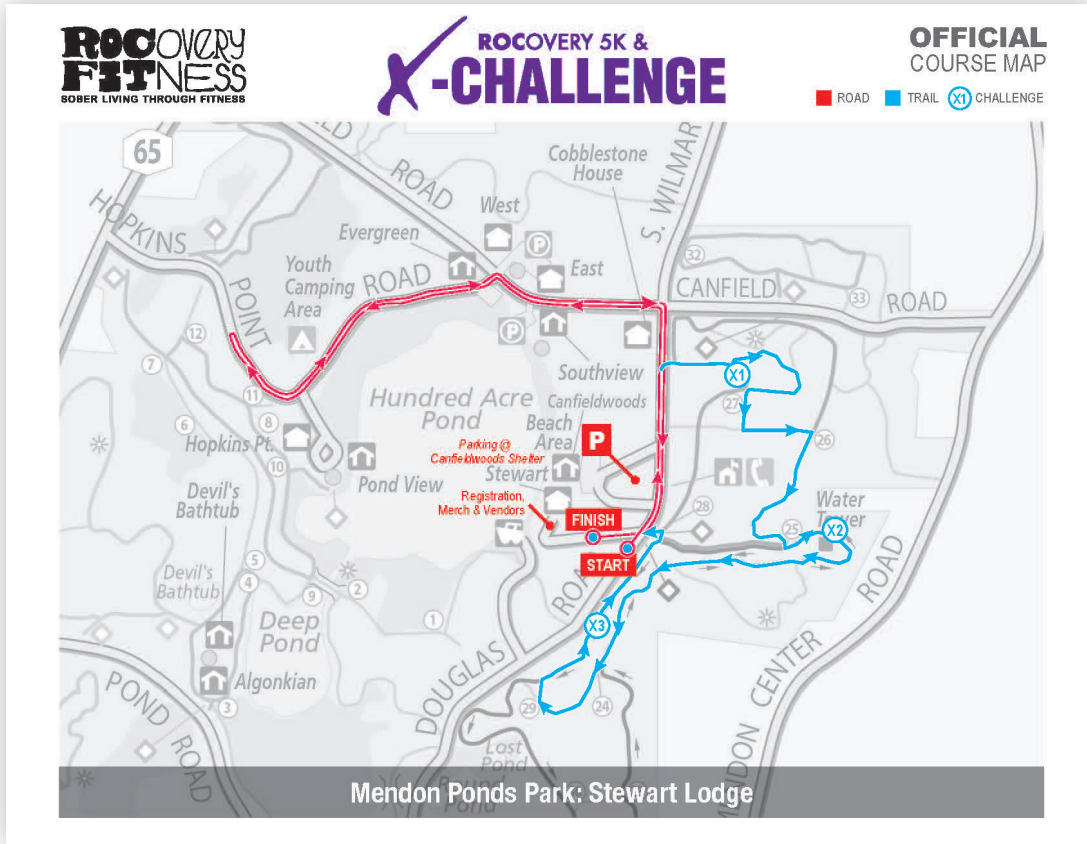 ROCOVERY
FITNESS
SOBER LIVING THROUGH FITNESS
ROCOVERY 5K &
X-CHALLENGE
OFFICIAL
COURSE MAP
ROAD
TRAIL
X1 CHALLENGE
65
ROAD
Cobblestone
House
S. WILMAR
HOPKINS
POINT
ROAD
West
P
Evergreen
East
Youth
Camping
Area
32
CANFIELD
ROAD
33
P
12
7
Southview
X1
11
Hundred Acre
Pond
Canfieldwoods
27
6
8
Beach
Area
P
26
Hopkins Pt.
Parking @
Canfieldwoods Shelter
10
Stewart
Pond View
Devil's
Bathtub
Registration,
Merch & Vendors
28
Water
Tower
FINISH
25
X2
START
5
Devil's
Bathtub
4
9
2
ROAD
ROAD
Deep
Pond
1
X3
DOUGLAS
MENDON CENTER
Algonkian
POND
ROAD
3
29
24
Lost
Pond
Round
Pond
Mendon Ponds Park: Stewart Lodge